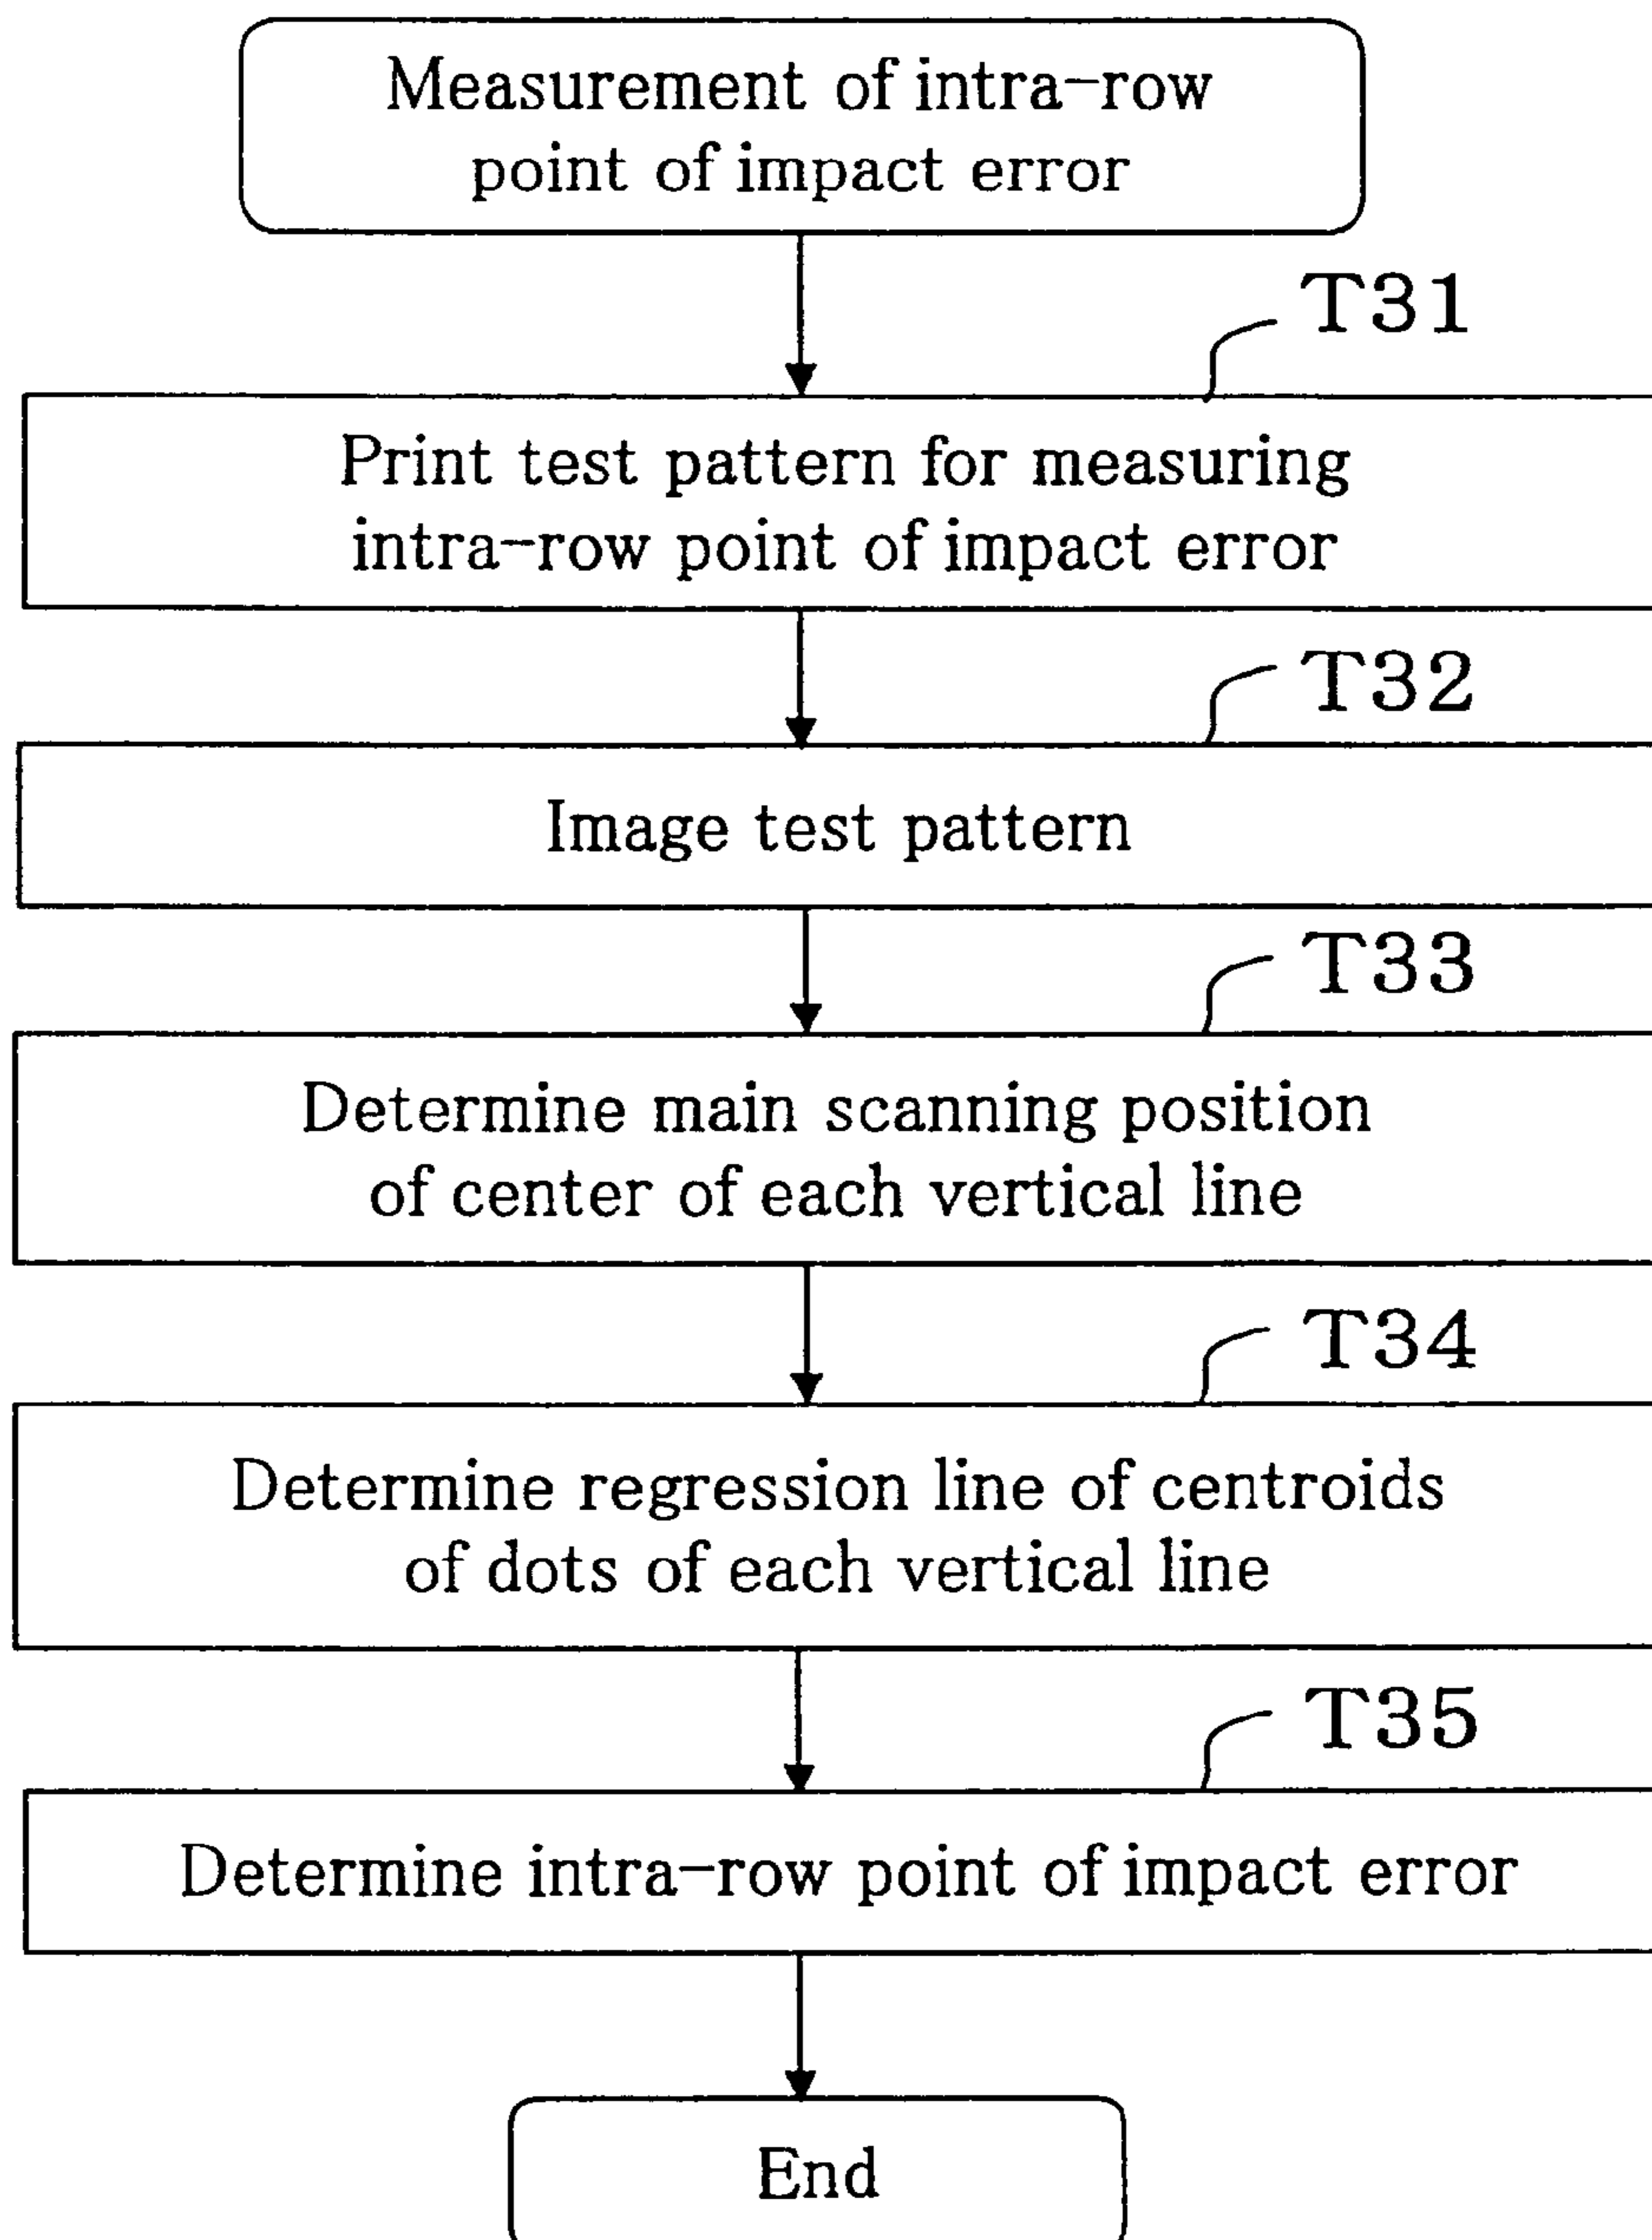 Measurement of intra-row
point of impact error
T31
Print test pattern for measuring
intra-row point of impact error
T32
Image test pattern
T33
Determine main scanning position
of center of each vertical line
T34
Determine regression line of centroids
of dots of each vertical line
T35
Determine intra-row point of impact error
End